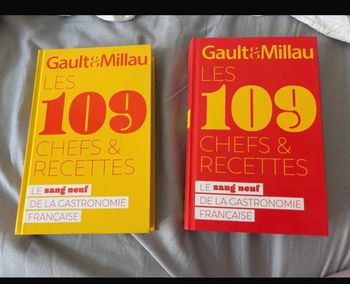 Gault&Millau
LES
109
CHEFS &
RECETTES
LE sang neuf
DE LA GASTRONOMIE
FRANÇAISE
Gault&Millau
LES
109
CHEFS &
RECETTES
LE sang neuf
DE LA GASTRONOMIE
FRANÇAISE